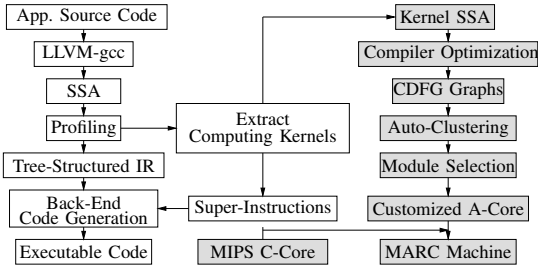 App. Source Code
LLVM-gcc
SSA
Profiling
Tree-Structured IR
Back-End
Code Generation
Executable Code
Extract
Computing Kernels
Super-Instructions
MIPS C-Core
Kernel SSA
Compiler Optimization
CDFG Graphs
Auto-Clustering
Module Selection
Customized A-Core
MARC Machine